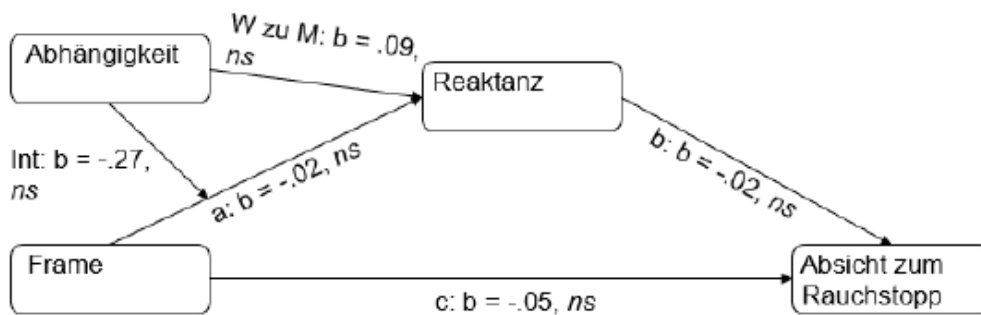 Abhängigkeit
W zu M: b = .09,
ns
Reaktanz
Int: b = -.27,
ns
a: b = -.02, ns
b: b = -.02, ns
Frame
c: b = -.05, ns
Absicht zum
Rauchstopp